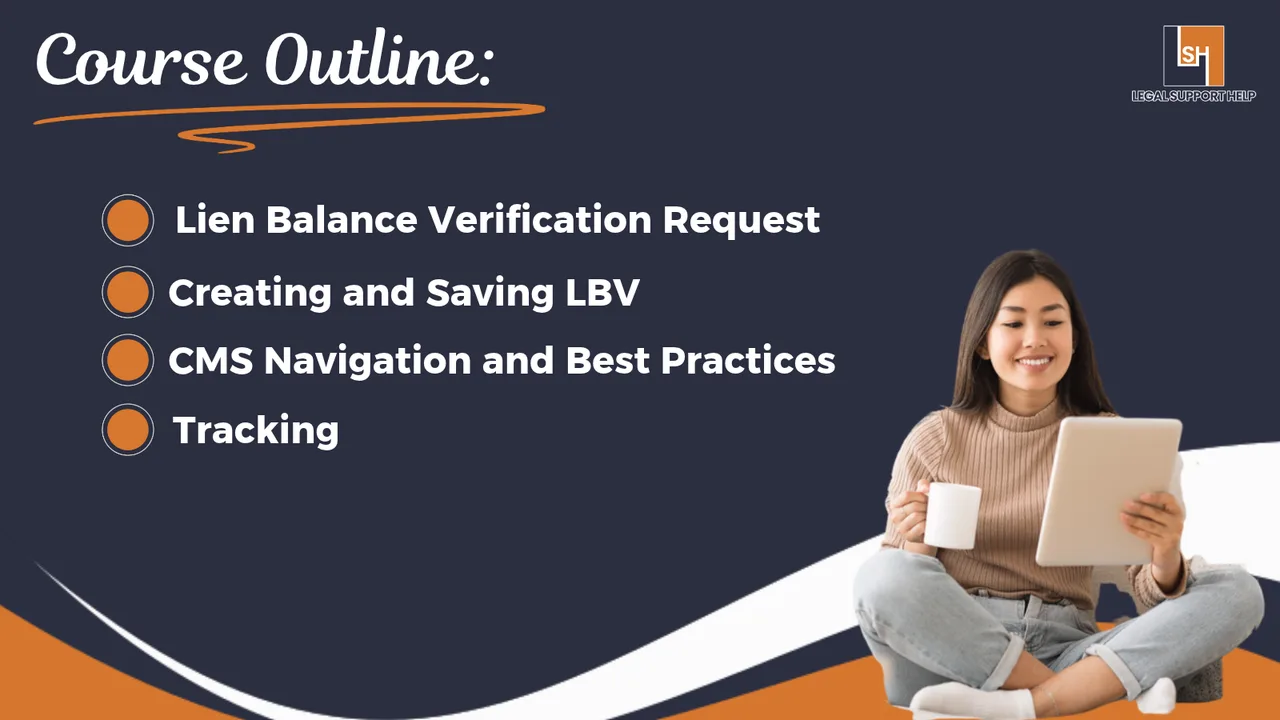 Course Outline:
LSH
LEGAL SUPPORT HELP
Lien Balance Verification Request
Creating and Saving LBV
CMS Navigation and Best Practices
Tracking